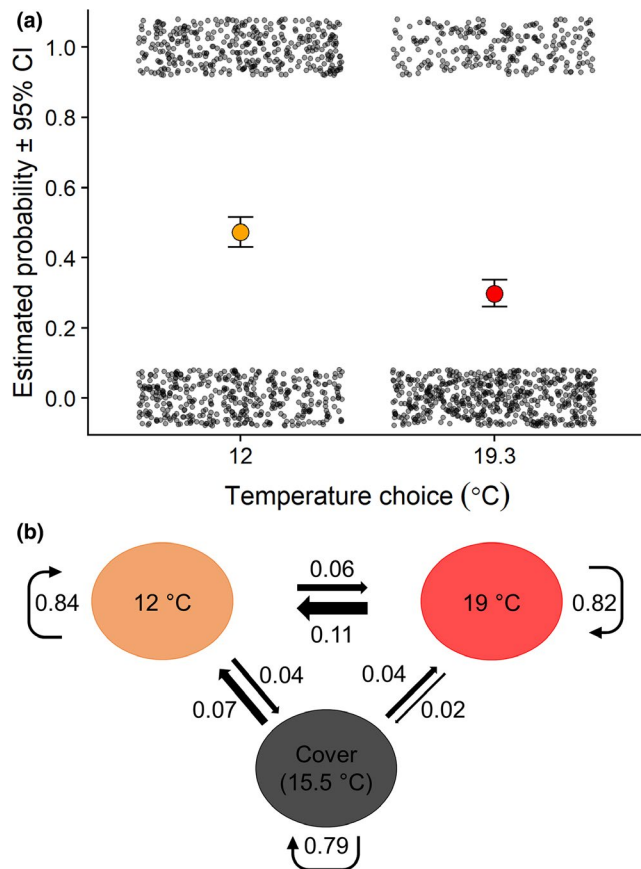 (a)
Estimated probability ± 95% CI
1.0
0.8
0.6
0.4
0.2
0.0
12
19.3
Temperature choice (°C)
(b)
12 °C
19 °C
0.84
0.06
0.11
0.82
0.04
0.07
0.04
0.02
Cover
(15.5 °C)
0.79